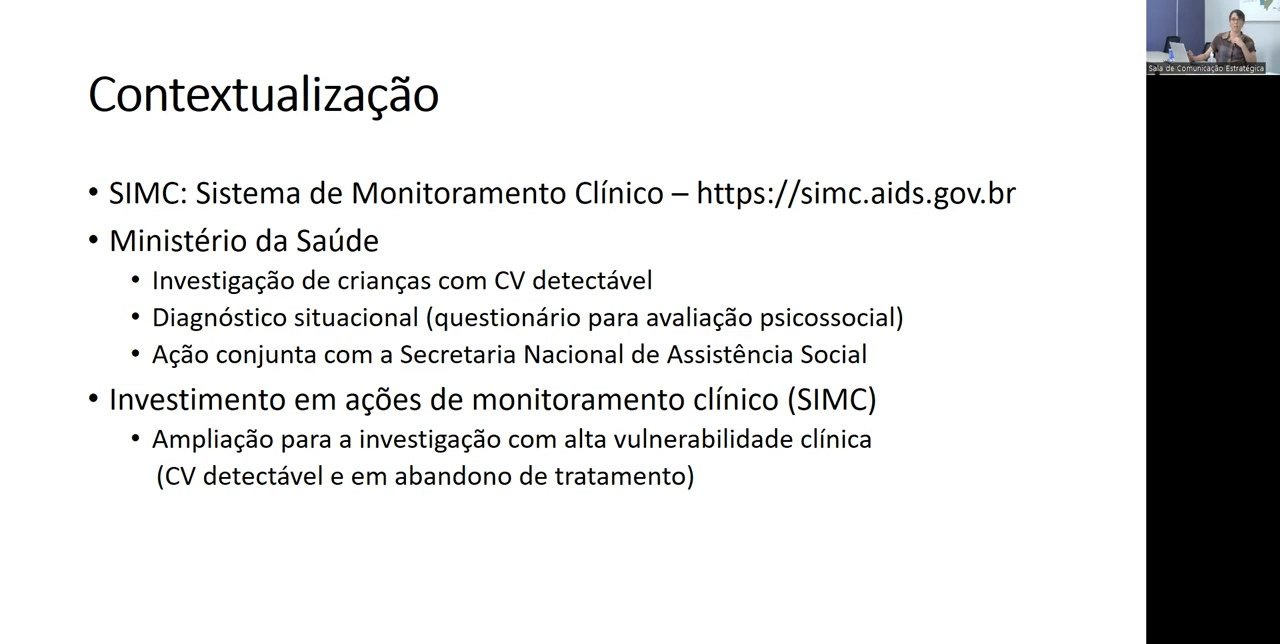 Contextualização
• SIMC: Sistema de Monitoramento Clínico – https://simc.aids.gov.br
• Ministério da Saúde
• Investigação de crianças com CV detectável
• Diagnóstico situacional (questionário para avaliação psicossocial)
• Ação conjunta com a Secretaria Nacional de Assistência Social
• Investimento em ações de monitoramento clínico (SIMC)
• Ampliação para a investigação com alta vulnerabilidade clínica
(CV detectável e em abandono de tratamento)
Sala de Comunicação Estratégica